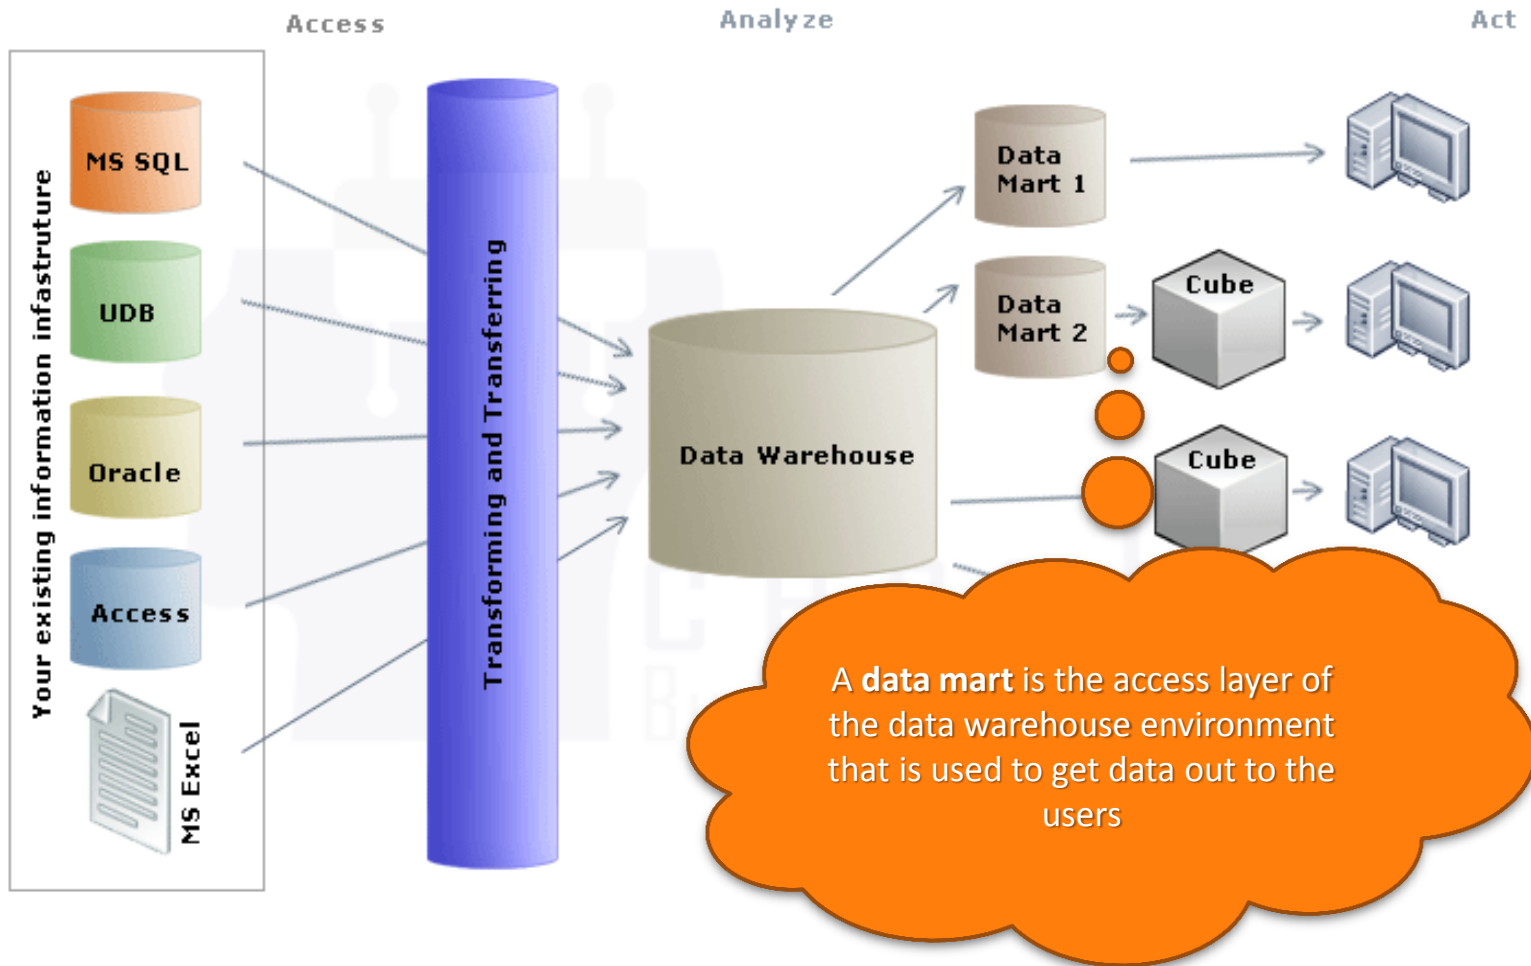 Access
Analyze
Act
Your existing information infastruture
MS SQL
UDB
Oracle
Access
MS Excel
Transforming and Transferring
Data Warehouse
Data
Mart 1
Data
Mart 2
Cube
Cube
A data mart is the access layer of
the data warehouse environment
that is used to get data out to the
users